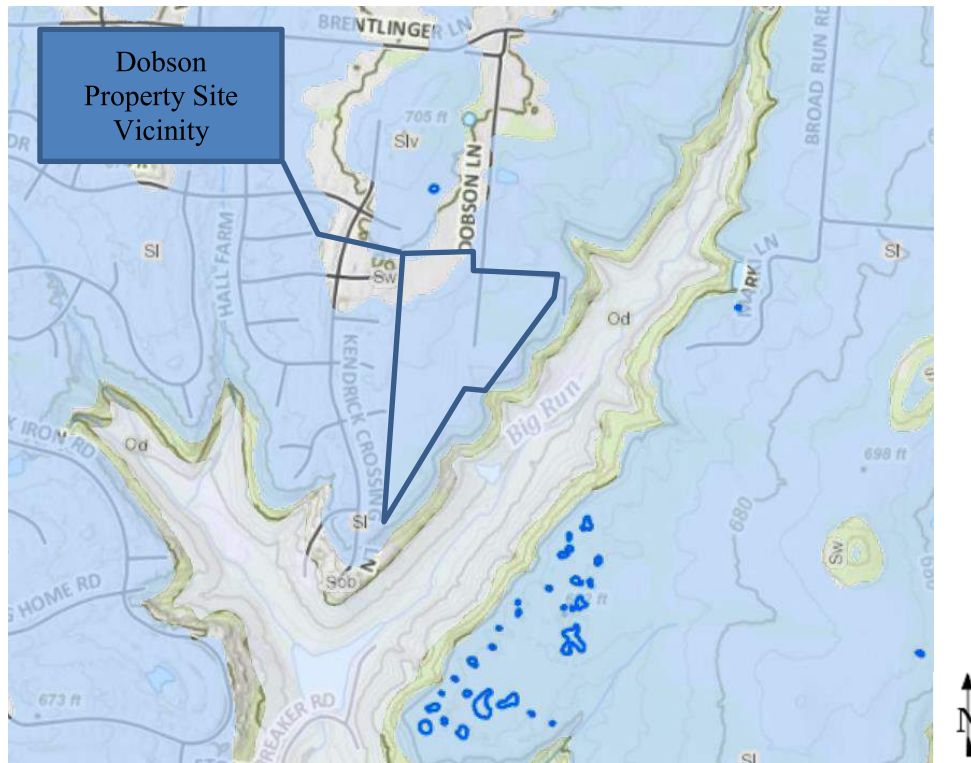 BRENTLINGER LN
Dobson
Property Site
Vicinity
705 ft
Slv
DOBSON LN
BROAD RUN RD
DR
HALL FARM
Sl
Sw
Sl
MARK LN
Od
KENDRICK CROSSING LN
Big Run
Od
IRON RD
698 ft
680
Sl
Sw
Sob
HOME RD
673 ft
BREAKER RD
Sl
N